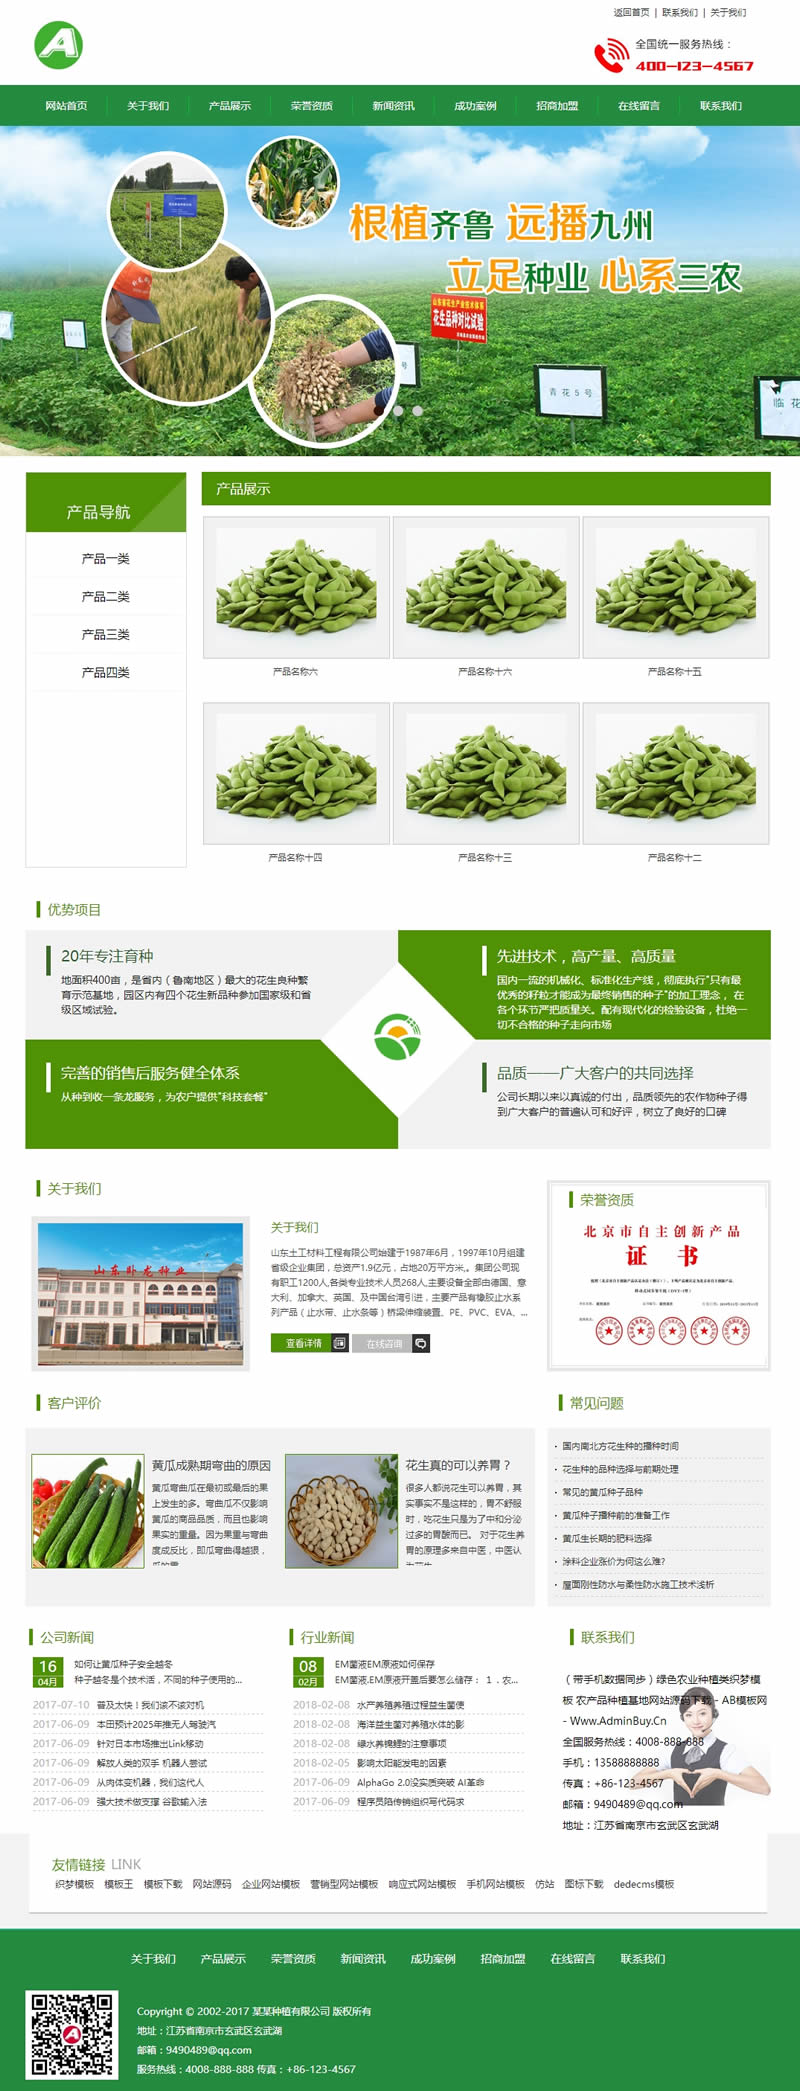 返回首页 | 联系我们 | 关于我们
A
全国统一服务热线：
400-123-4567
网站首页 关于我们 产品展示 荣誉资质 新闻资讯 成功案例 招商加盟 在线留言 联系我们
根植齐鲁 远播九州
立足种业 心系三农
花生品种对比试验
青花5号
临花
产品导航
产品一类
产品二类
产品三类
产品四类
产品展示
产品名称六 产品名称十六 产品名称十五
产品名称十四 产品名称十三 产品名称十二
优势项目
20年专注育种
地面积400亩，是省内（鲁南地区）最大的花生良种繁
育示范基地，园区内有四个花生新品种参加国家级和省
级区域试验。
先进技术，高产量、高质量
国内一流的机械化、标准化生产线，彻底执行"只有最
优秀的籽粒才能成为最终销售的种子"的加工理念， 在
各个环节严把质量关。配有现代化的检验设备，杜绝一
切不合格的种子走向市场
完善的销售后服务健全体系
从种到收一条龙服务，为农户提供"科技套餐"
品质——广大客户的共同选择
公司长期以来以真诚的付出，品质领先的农作物种子得
到广大客户的普遍认可和好评，树立了良好的口碑
关于我们
山东卧龙种业
关于我们
山东土工材料工程有限公司始建于1987年6月，1997年10月组建
省级企业集团，总资产1.9亿元，占地20万平方米,。集团公司现
有职工1200人,各类专业技术人员268人,主要设备全部由德国、意
大利、加拿大、英国、及中国台湾引进，主要产品有橡胶止水系
列产品（止水带、止水条等）桥梁伸缩装置、PE、PVC、EVA、...
查看详情 在线咨询
荣誉资质
北京市自主创新产品
证 书
客户评价
黄瓜成熟期弯曲的原因
黄瓜弯曲瓜在最初或最后的果
上发生的多。弯曲瓜不仅影响
黄瓜的商品品质，而且也影响
果实的重量。因为果重与弯曲
度成反比，即瓜弯曲得越狠，
花生真的可以养胃？
很多人都说花生可以养胃，其
实事实不是这样的，胃不舒服
时，吃花生只是为了中和分泌
过多的胃酸而已。 对于花生养
胃的原理多来自中医，中医认
常见问题
· 国内南北方花生种的播种时间
· 花生种的品种选择与前期处理
· 常见的黄瓜种子品种
· 黄瓜种子播种前的准备工作
· 黄瓜生长期的肥料选择
· 涂料企业涨价为何这么难?
· 屋面刚性防水与柔性防水施工技术浅析
公司新闻
16
04月
如何让黄瓜种子安全越冬
种子越冬是个技术活，不同的种子使用的...
2017-07-10 普及太快！我们该不该对机
2017-06-09 本田预计2025年推无人驾驶汽
2017-06-09 针对日本市场推出Link移动
2017-06-09 解放人类的双手 机器人尝试
2017-06-09 从肉体变机器，我们这代人
2017-06-09 强大技术做支撑 谷歌输入法
行业新闻
08
02月
EM菌液EM原液如何保存
EM菌液.EM原液开盖后要怎么储存： 1．农...
2018-02-08 水产养殖养殖过程益生菌使
2018-02-08 海洋益生菌对养殖水体的影
2018-02-08 绿水养锦鲤的注意事项
2018-02-05 影响太阳能发电的因素
2017-06-09 AlphaGo 2.0没实质突破 AI革命
2017-06-09 程序员陷传销组织写代码求
联系我们
（带手机数据同步）绿色农业种植类织梦模
板 农产品种植基地网站源码下载 - AB模板网
- Www.AdminBuy.Cn
全国服务热线：4008-888-888
手机：13588888888
传真：+86-123-4567
邮箱：9490489@qq.com
地址：江苏省南京市玄武区玄武湖
友情链接 LINK
织梦模板 模板王 模板下载 网站源码 企业网站模板 营销型网站模板 响应式网站模板 手机网站模板 仿站 图标下载 dedecms模板
关于我们 产品展示 荣誉资质 新闻资讯 成功案例 招商加盟 在线留言 联系我们
Copyright © 2002-2017 某某种植有限公司 版权所有
地址：江苏省南京市玄武区玄武湖
邮箱：9490489@qq.com
服务热线：4008-888-888 传真：+86-123-4567